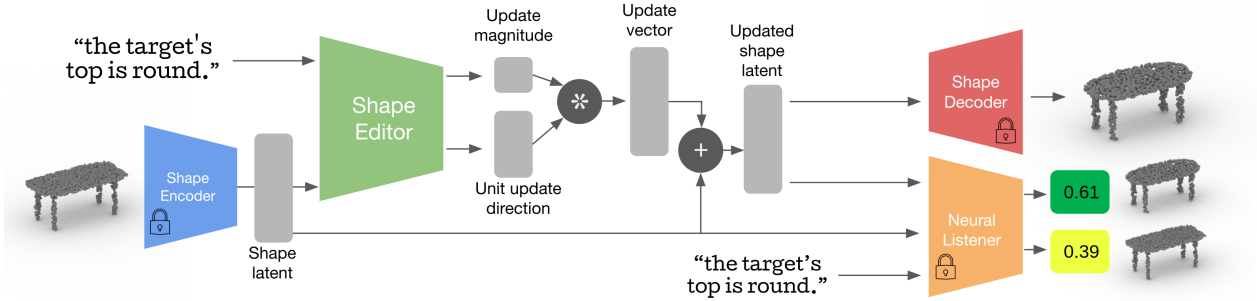 “the target's
top is round.”
Shape
Encoder
Shape
latent
Shape
Editor
Update
magnitude
*
Unit update
direction
Update
vector
+
Updated
shape
latent
Shape
Decoder
Neural
Listener
“the target’s
top is round.”
0.61
0.39